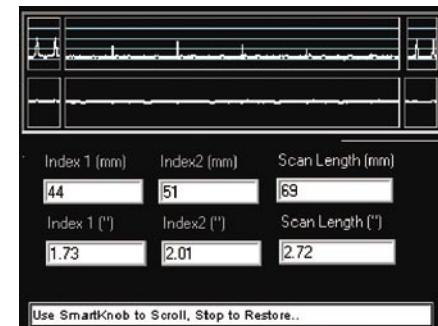 Index 1 (mm) Index2 (mm) Scan Length (mm)
44 51 69
Index 1 (") Index2 (") Scan Length (")
1.73 2.01 2.72
Use SmartKnob to Scroll, Stop to Restore..